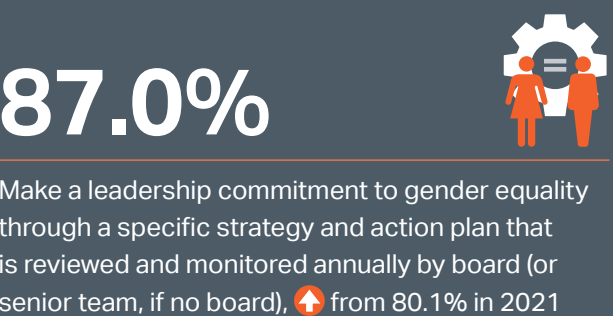 87.0%
Make a leadership commitment to gender equality
through a specific strategy and action plan that
is reviewed and monitored annually by board (or
senior team, if no board), from 80.1% in 2021